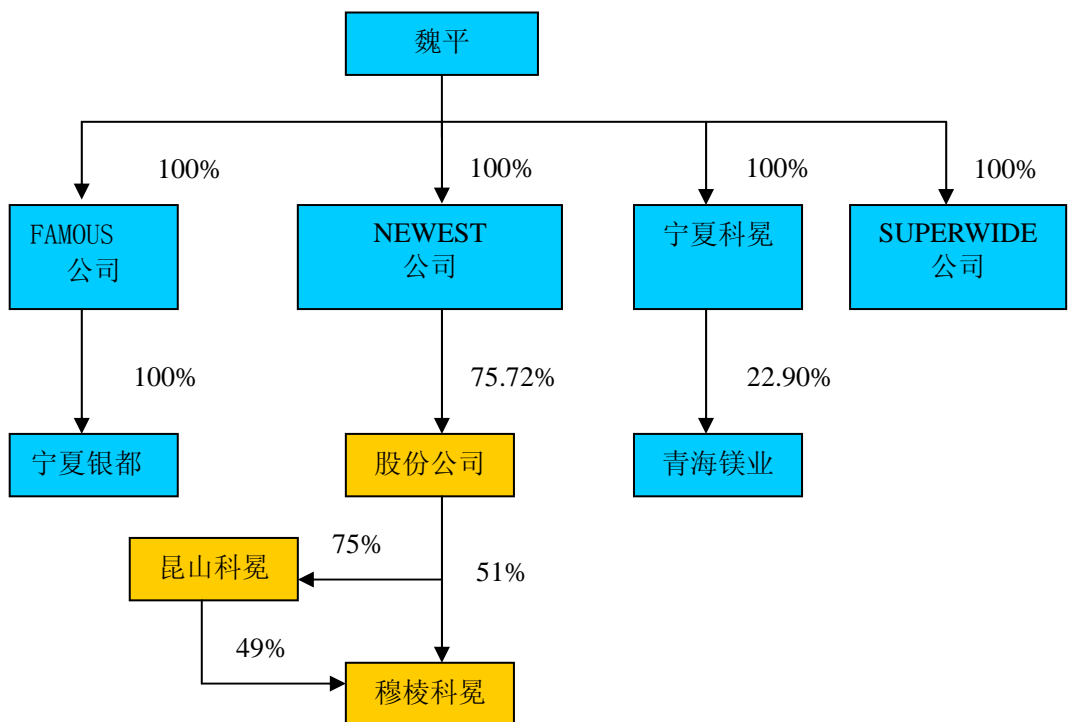 魏平
100%
100%
100%
100%
FAMOUS
公司
NEWEST
公司
宁夏科冕
SUPERWIDE
公司
100%
75.72%
22.90%
宁夏银都
股份公司
青海镁业
75%
昆山科冕
51%
49%
穆棱科冕